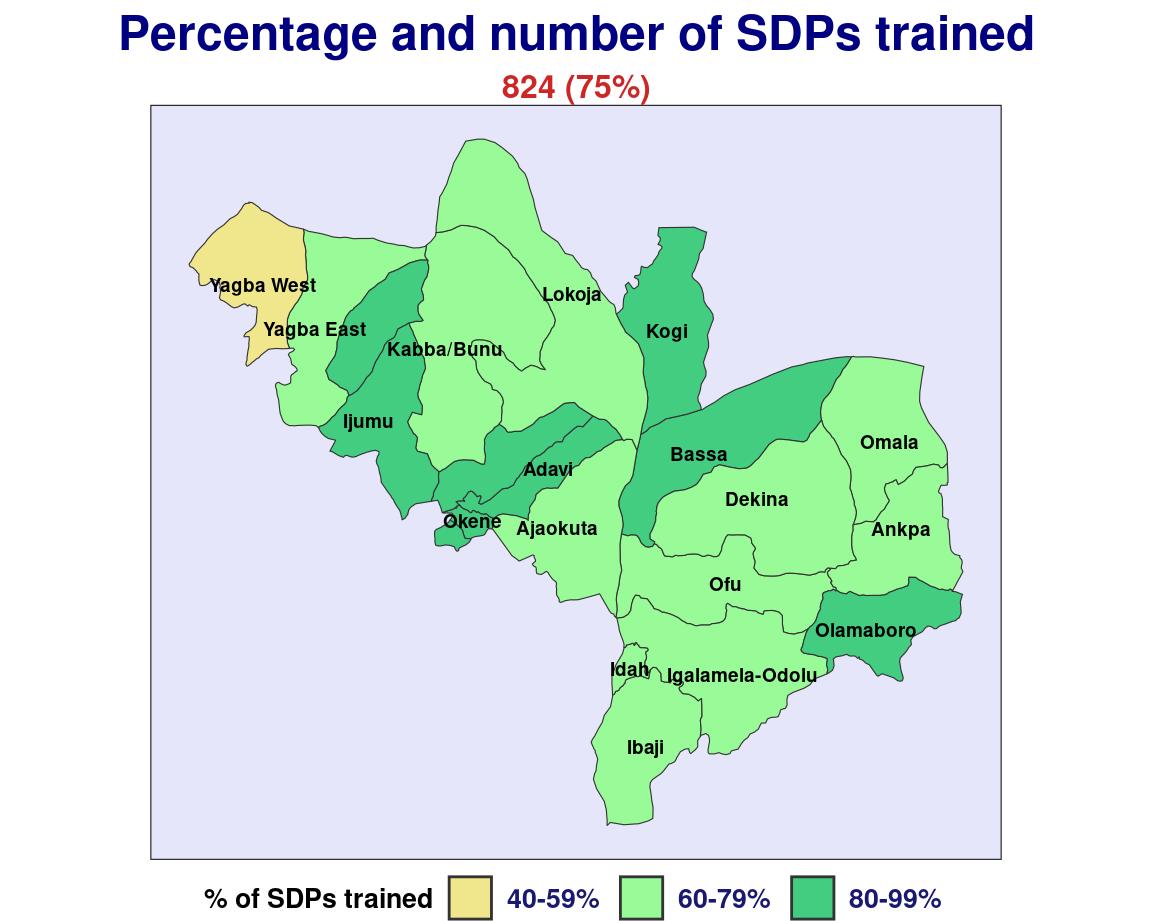 Percentage and number of SDPs trained
824 (75%)
Yagba West
Lokoja
Yagba East
Kogi
Kabba/Bunu
Ijumu
Omala
Bassa
Adavi
Dekina
Okene
Ajaokuta
Ankpa
Ofu
Olamaboro
Idah
Igalamela-Odolu
Ibaji
% of SDPs trained 40-59% 60-79% 80-99%